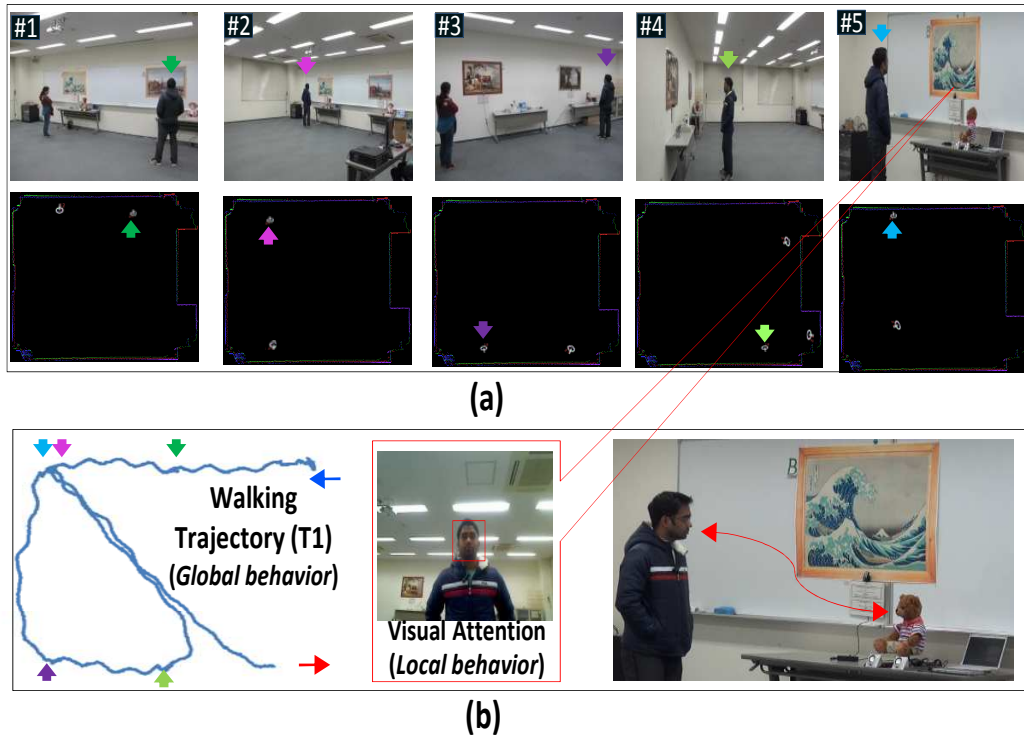 #1
#2
#3
#4
#5
(a)
Walking
Trajectory (T1)
(Global behavior)
Visual Attention
(Local behavior)
B
(b)